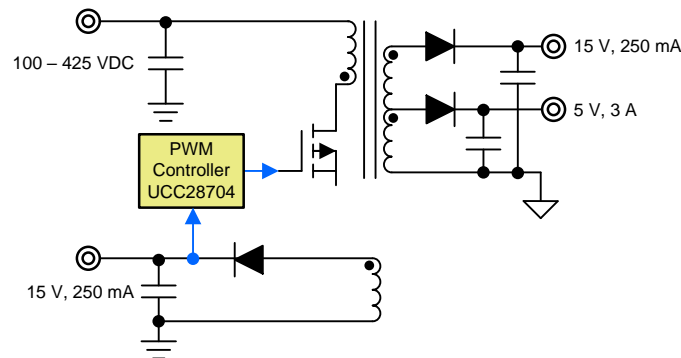 100 – 425 VDC
15 V, 250 mA
5 V, 3 A
PWM
Controller
UCC28704
15 V, 250 mA